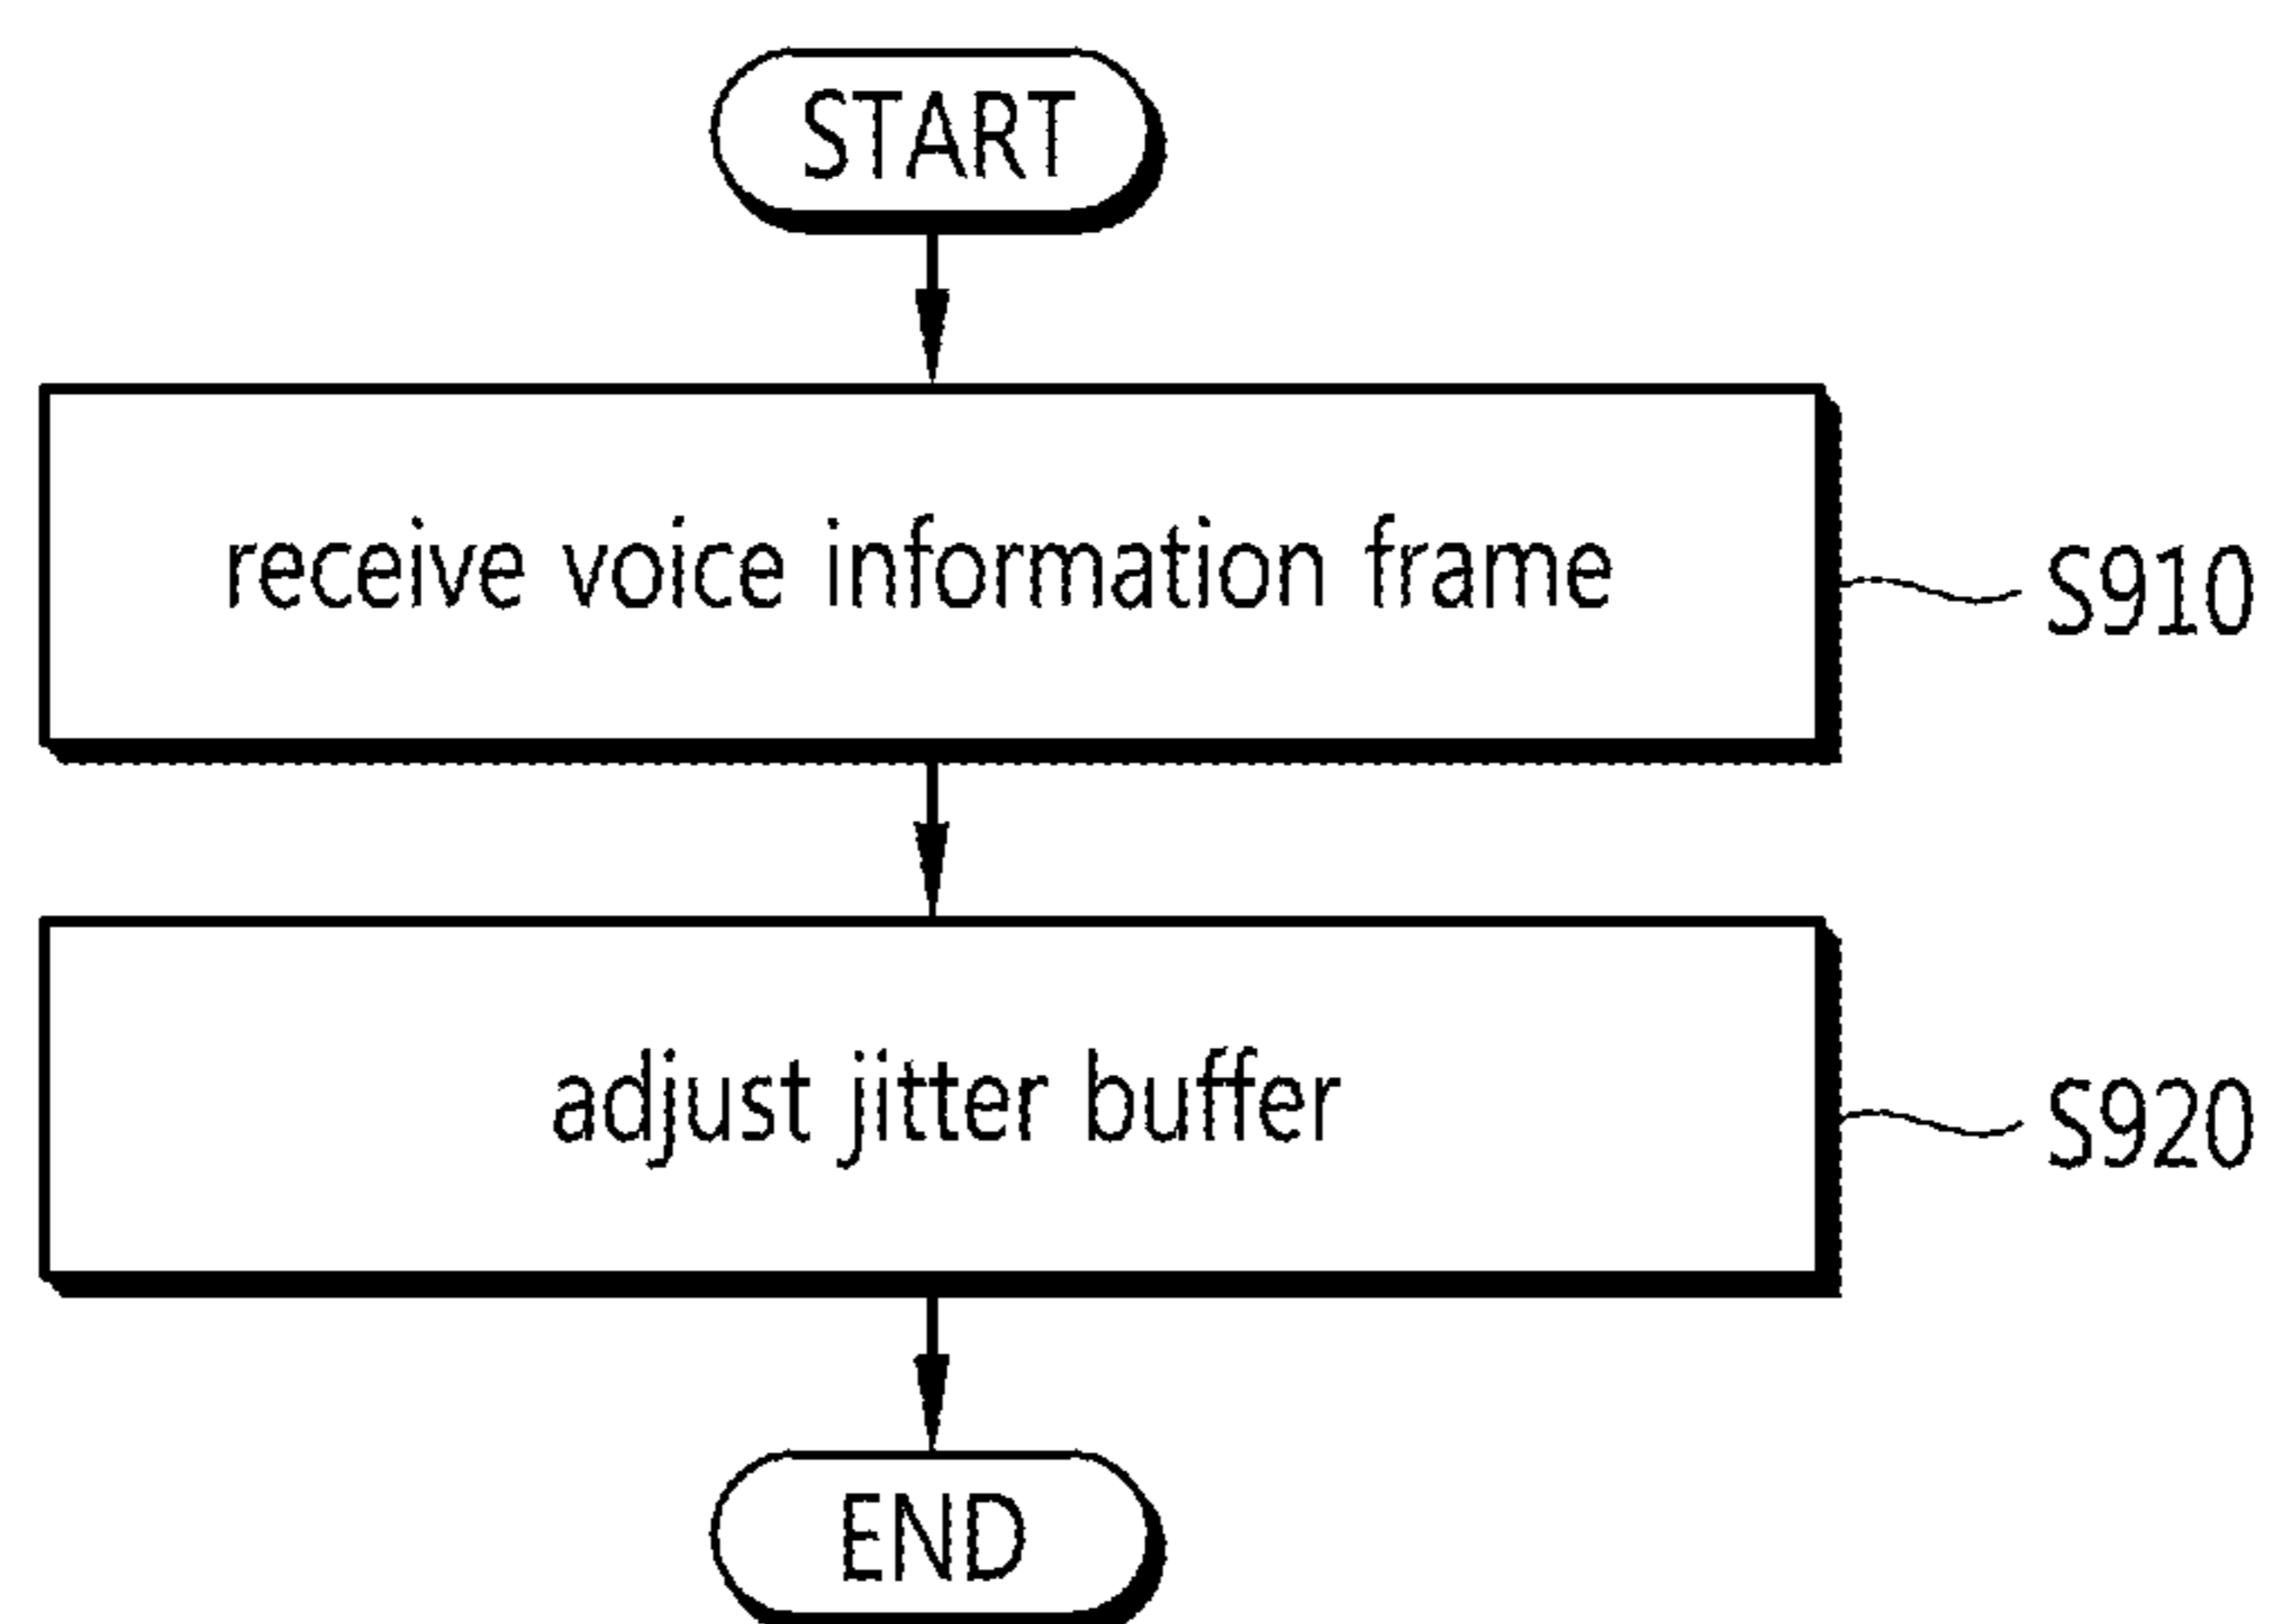 START
receive voice information frame
S910
adjust jitter buffer
S920
END